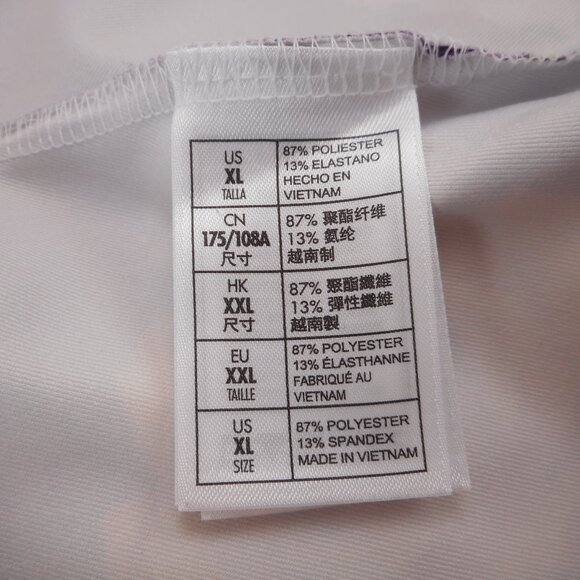 US
XL
TALLA
87% POLIESTER
13% ELASTANO
HECHO EN
VIETNAM
CN
175/108A
尺寸
87% 聚酯纤维
13% 氨纶
越南制
HK
XXL
尺寸
87% 聚酯纖維
13% 彈性纖維
越南製
EU
XXL
TAILLE
87% POLYESTER
13% ÉLASTHANNE
FABRIQUÉ AU
VIETNAM
US
XL
SIZE
87% POLYESTER
13% SPANDEX
MADE IN VIETNAM